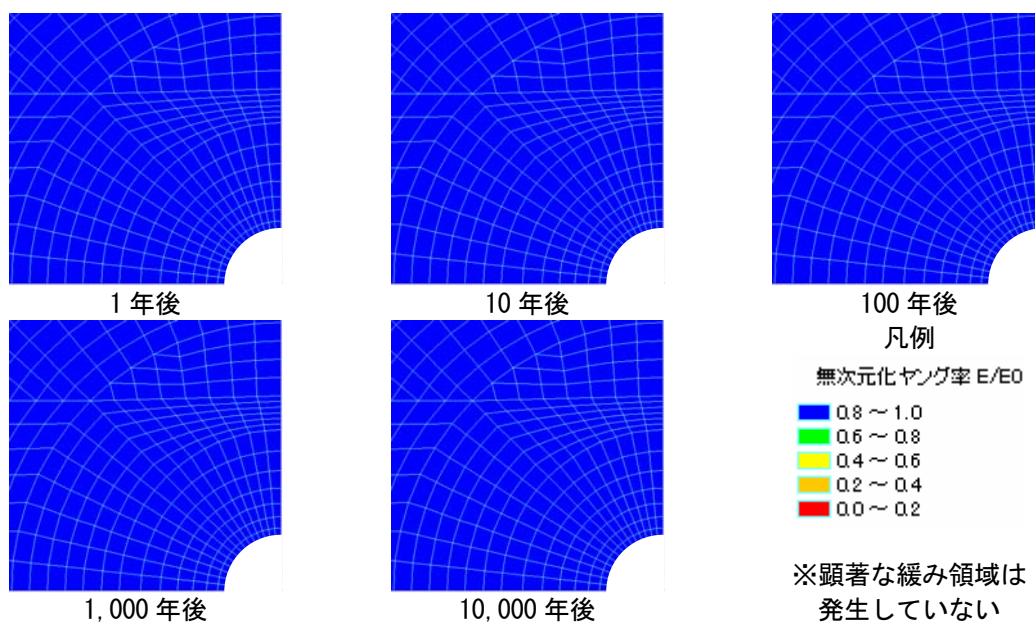 1 年後
10 年後
100 年後
凡例
無次元化ヤング率 E/E0
0.8 ～ 1.0
0.6 ～ 0.8
0.4 ～ 0.6
0.2 ～ 0.4
0.0 ～ 0.2
1,000 年後
10,000 年後
※顕著な緩み領域は
発生していない